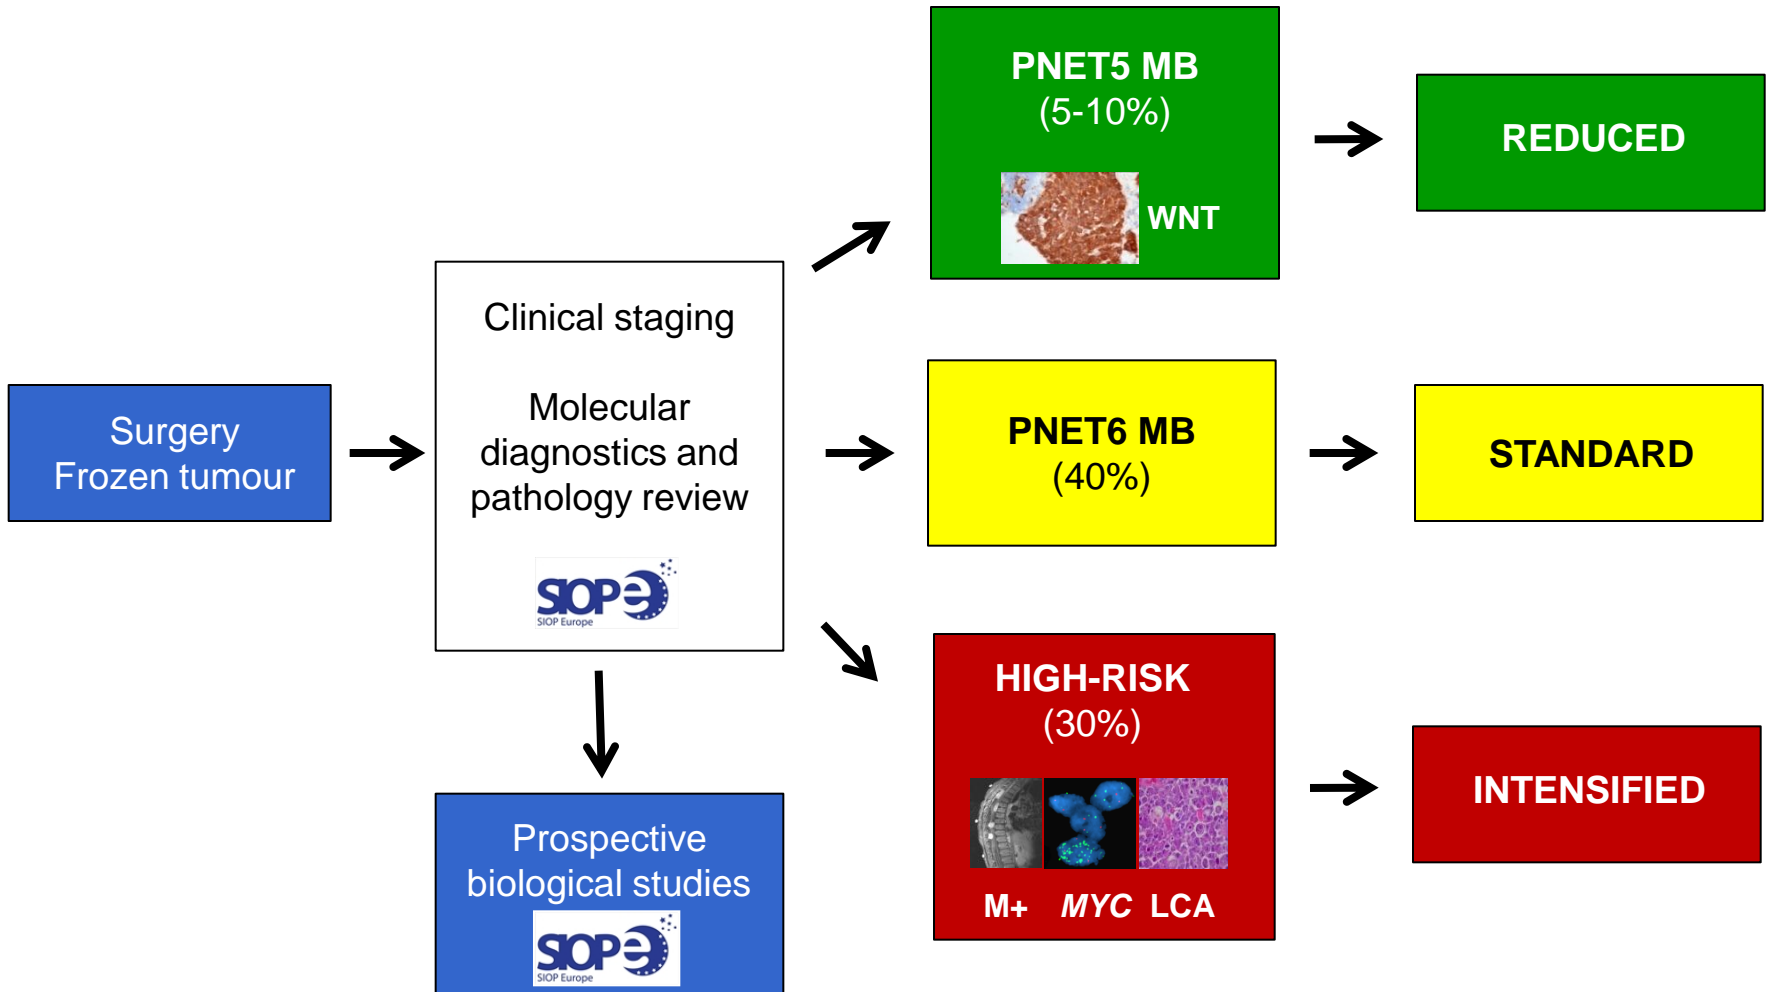 Surgery
Frozen tumour
Clinical staging
Molecular
diagnostics and
pathology review
SIOPe
SIOP Europe
Prospective
biological studies
SIOPe
SIOP Europe
PNET5 MB
(5-10%)
WNT
REDUCED
PNET6 MB
(40%)
STANDARD
HIGH-RISK
(30%)
M+ MYC LCA
INTENSIFIED